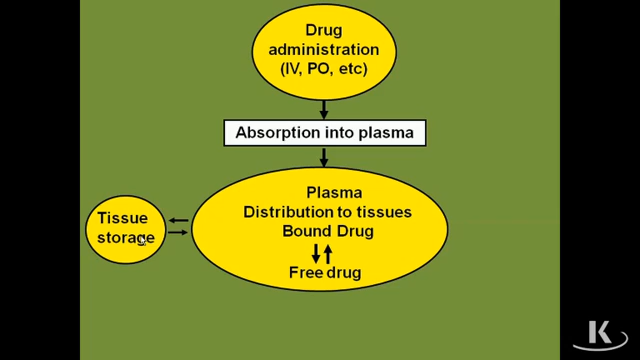 Drug
administration
(IV, PO, etc)
Absorption into plasma
Plasma
Distribution to tissues
Bound Drug
Free drug
Tissue
storage
K